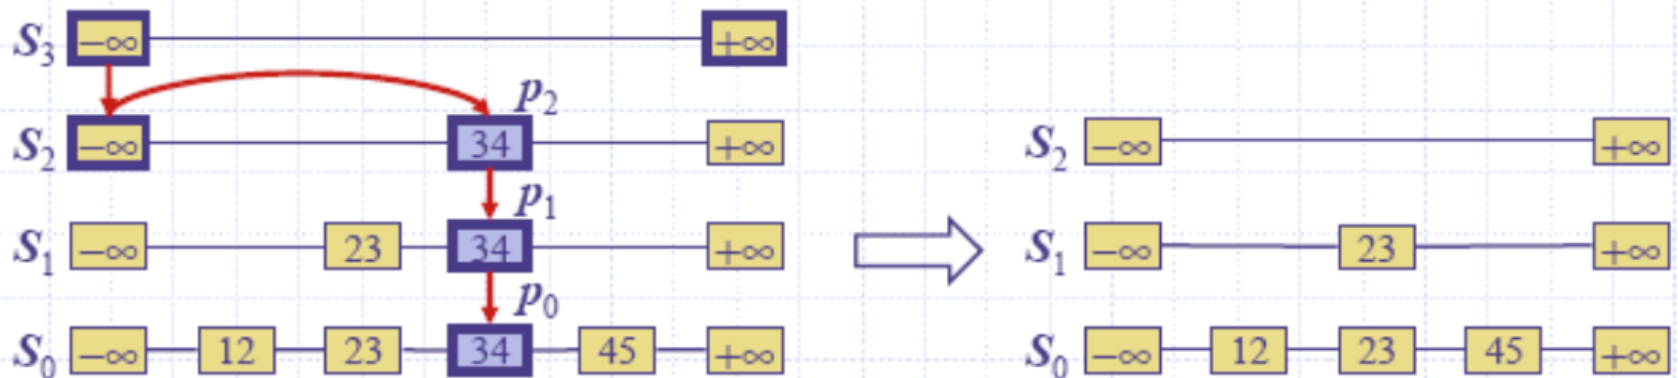 S3 −∞ +∞
p2
S2 −∞ 34 +∞ S2 −∞ +∞
p1
S1 −∞ 23 34 +∞ S1 −∞ 23 +∞
p0
S0 −∞ 12 23 34 45 +∞ S0 −∞ 12 23 45 +∞